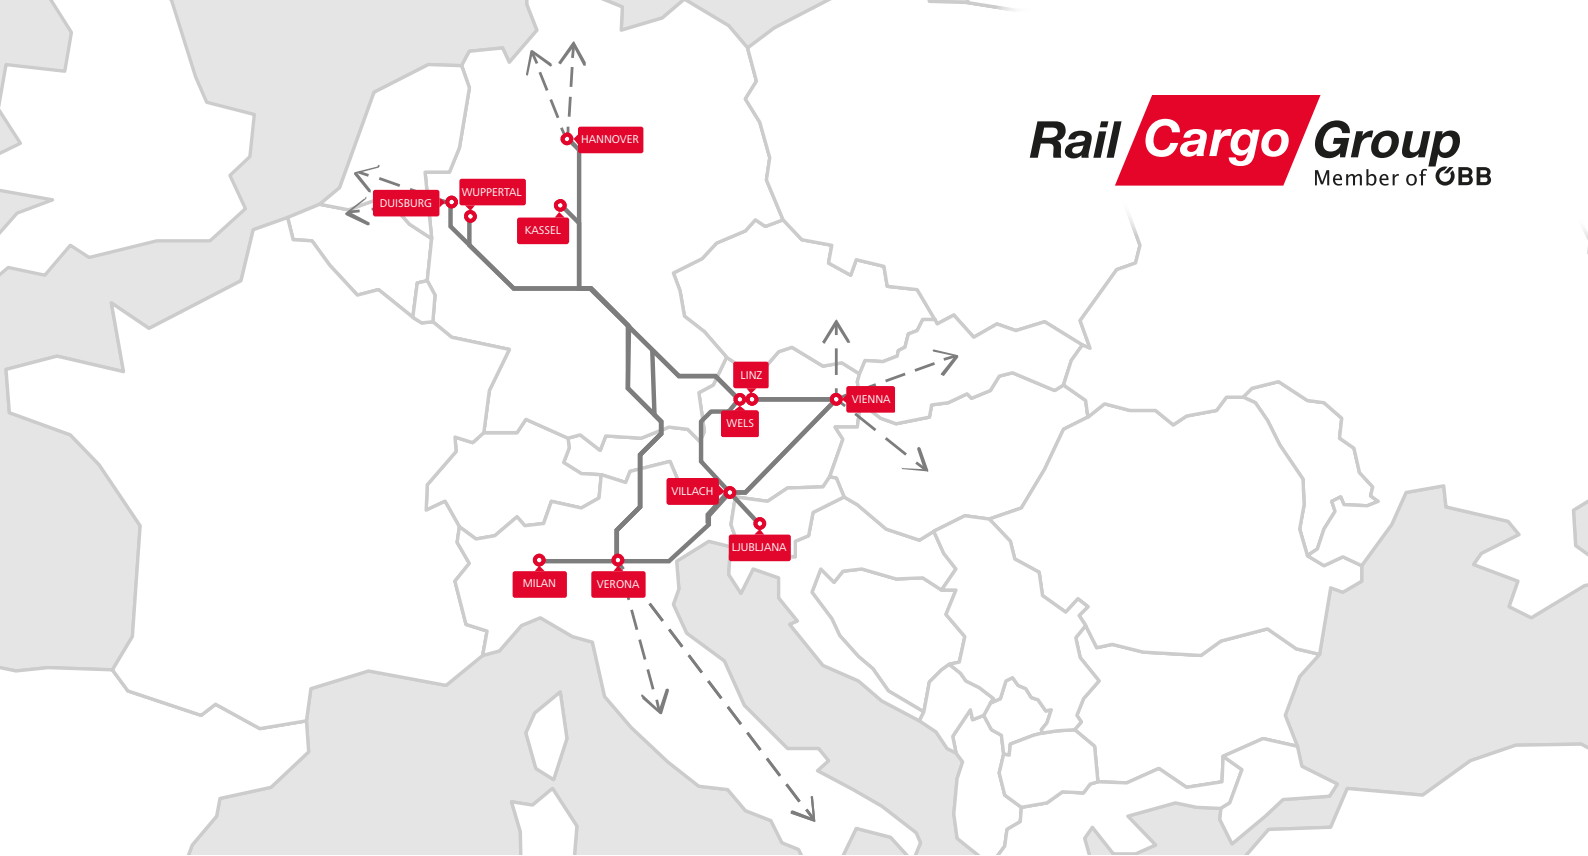 HANNOVER
Rail Cargo Group
Member of ÖBB
WUPPERTAL
DUISBURG
KASSEL
LINZ
VIENNA
WELS
VILLACH
LJUBLJANA
MILAN
VERONA